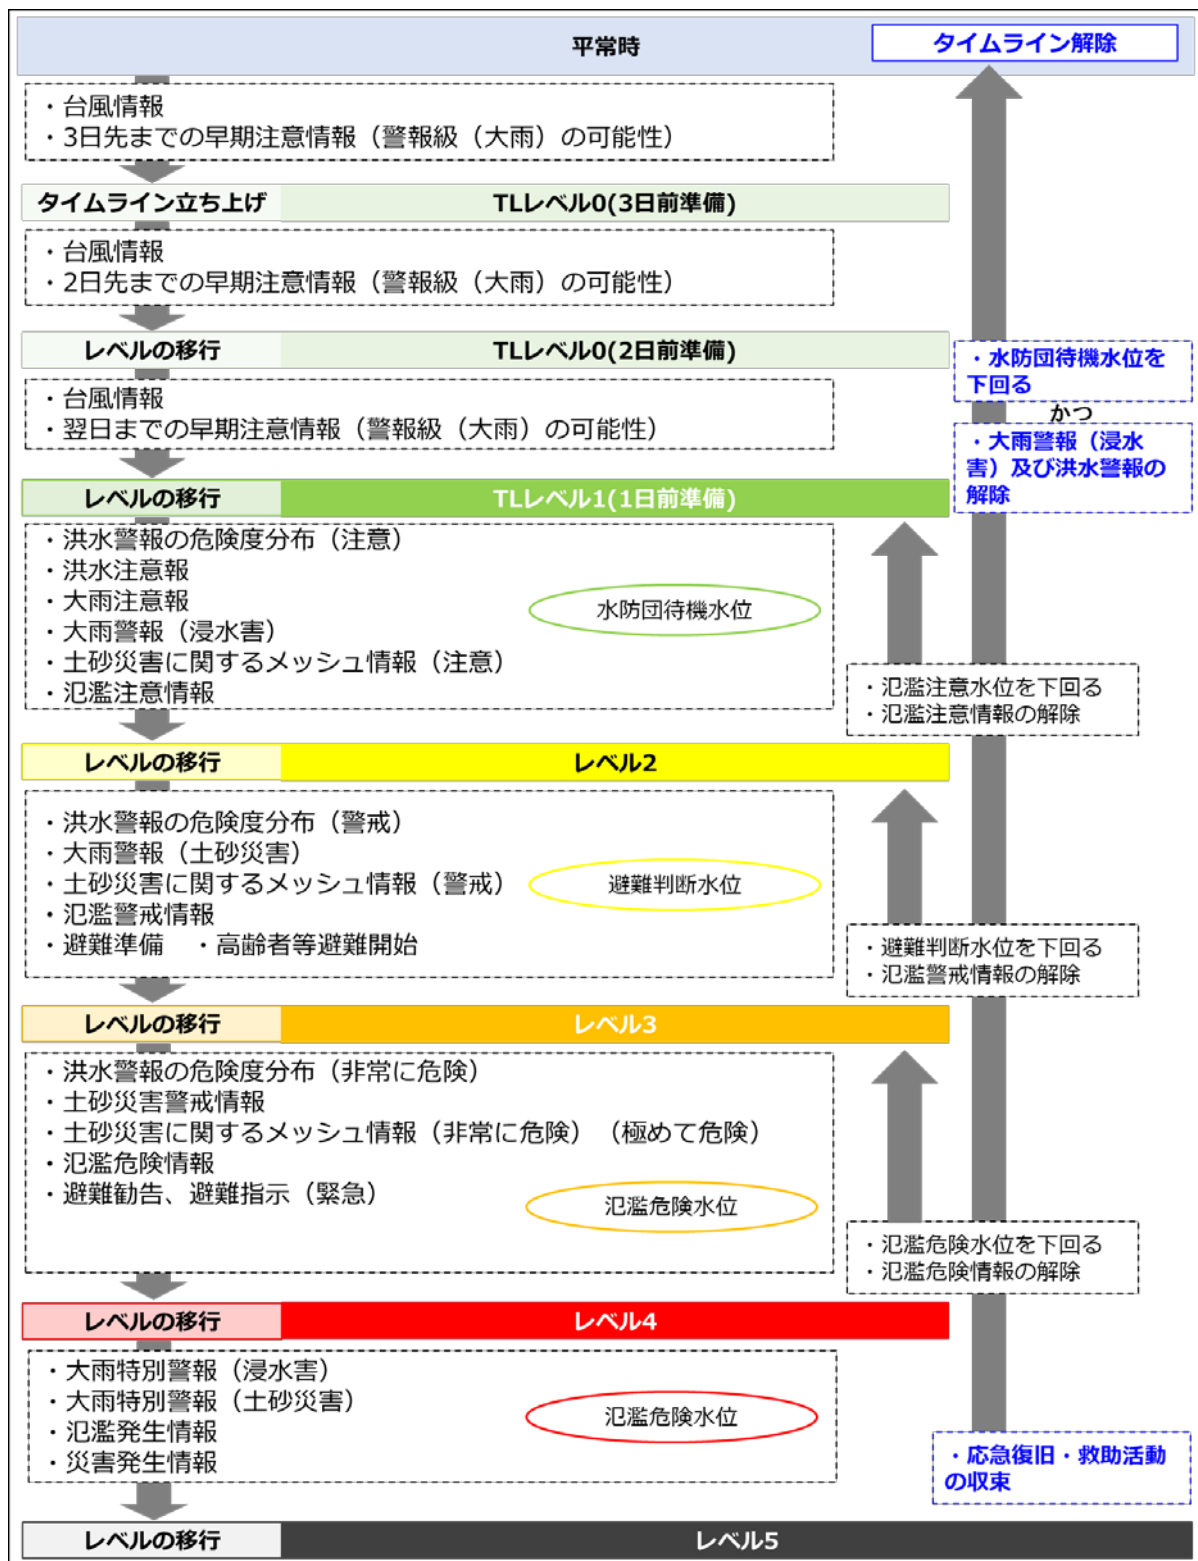 平常時
タイムライン解除
・台風情報
・3日先までの早期注意情報（警報級（大雨）の可能性）
タイムライン立ち上げ
TLレベル0(3日前準備)
・台風情報
・2日先までの早期注意情報（警報級（大雨）の可能性）
レベルの移行
TLレベル0(2日前準備)
・水防団待機水位を
下回る
かつ
・大雨警報（浸水
害）及び洪水警報の
解除
・台風情報
・翌日までの早期注意情報（警報級（大雨）の可能性）
レベルの移行
TLレベル1(1日前準備)
・洪水警報の危険度分布（注意）
・洪水注意報
・大雨注意報
・大雨警報（浸水害）
・土砂災害に関するメッシュ情報（注意）
・氾濫注意情報
水防団待機水位
・氾濫注意水位を下回る
・氾濫注意情報の解除
レベルの移行
レベル2
・洪水警報の危険度分布（警戒）
・大雨警報（土砂災害）
・土砂災害に関するメッシュ情報（警戒）
・氾濫警戒情報
・避難準備　・高齢者等避難開始
避難判断水位
・避難判断水位を下回る
・氾濫警戒情報の解除
レベルの移行
レベル3
・洪水警報の危険度分布（非常に危険）
・土砂災害警戒情報
・土砂災害に関するメッシュ情報（非常に危険）（極めて危険）
・氾濫危険情報
・避難勧告、避難指示（緊急）
氾濫危険水位
・氾濫危険水位を下回る
・氾濫危険情報の解除
レベルの移行
レベル4
・大雨特別警報（浸水害）
・大雨特別警報（土砂災害）
・氾濫発生情報
・災害発生情報
氾濫危険水位
・応急復旧・救助活動
の収束
レベルの移行
レベル5